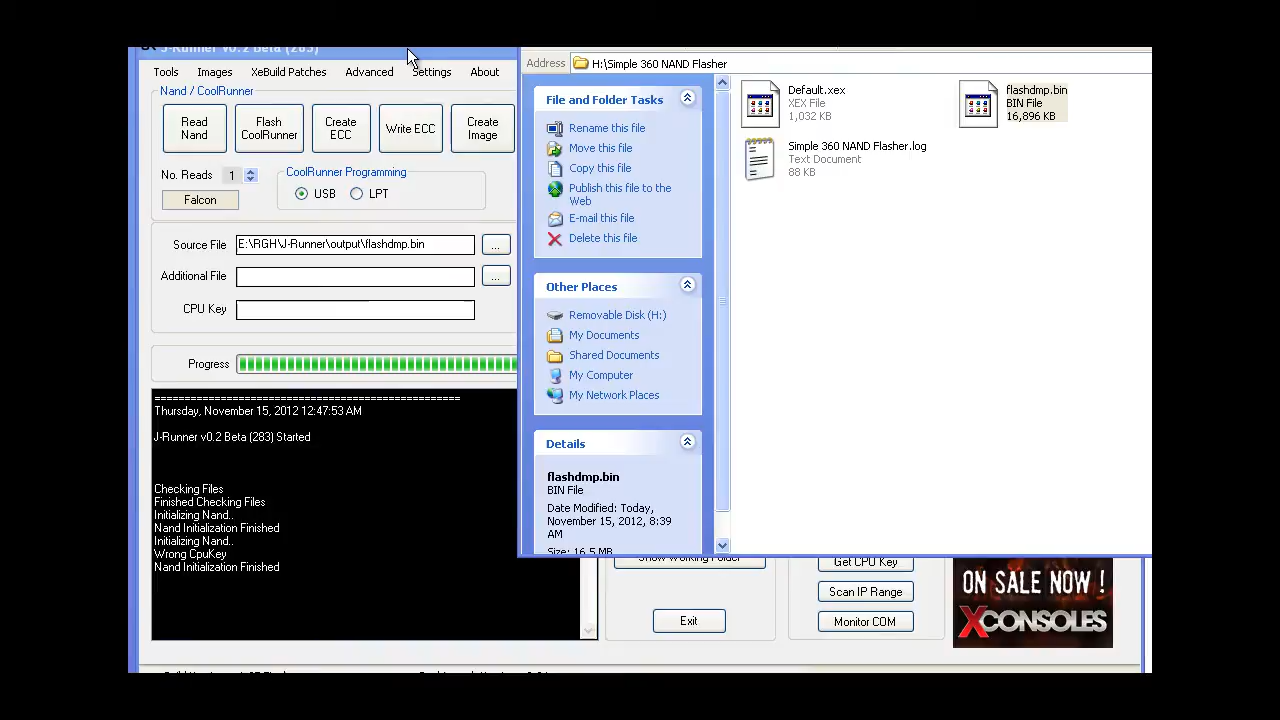 J-Runner v0.2 Beta (283)
Tools Images XeBuild Patches Advanced Settings About
Nand / CoolRunner
Read Nand
Flash CoolRunner
Create ECC
Write ECC
Create Image
No. Reads 1
CoolRunner Programming
USB LPT
Falcon
Source File E:\RGH\J-Runner\output\flashdmp.bin ...
Additional File ...
CPU Key
Progress
==================================================
Thursday, November 15, 2012 12:47:53 AM
J-Runner v0.2 Beta (283) Started
Checking Files
Finished Checking Files
Initializing Nand..
Nand Initialization Finished
Initializing Nand..
Wrong CpuKey
Nand Initialization Finished
Address H:\Simple 360 NAND Flasher
File and Folder Tasks
Rename this file
Move this file
Copy this file
Publish this file to the
Web
E-mail this file
Delete this file
Other Places
Removable Disk (H:)
My Documents
Shared Documents
My Computer
My Network Places
Details
flashdmp.bin
BIN File
Date Modified: Today,
November 15, 2012, 8:39
AM
Size: 16.5 MB
Default.xex
XEX File
1,032 KB
flashdmp.bin
BIN File
16,896 KB
Simple 360 NAND Flasher.log
Text Document
88 KB
Show Working Folder
Exit
Get CPU Key
Scan IP Range
Monitor COM
ON SALE NOW !
XCONSOLES